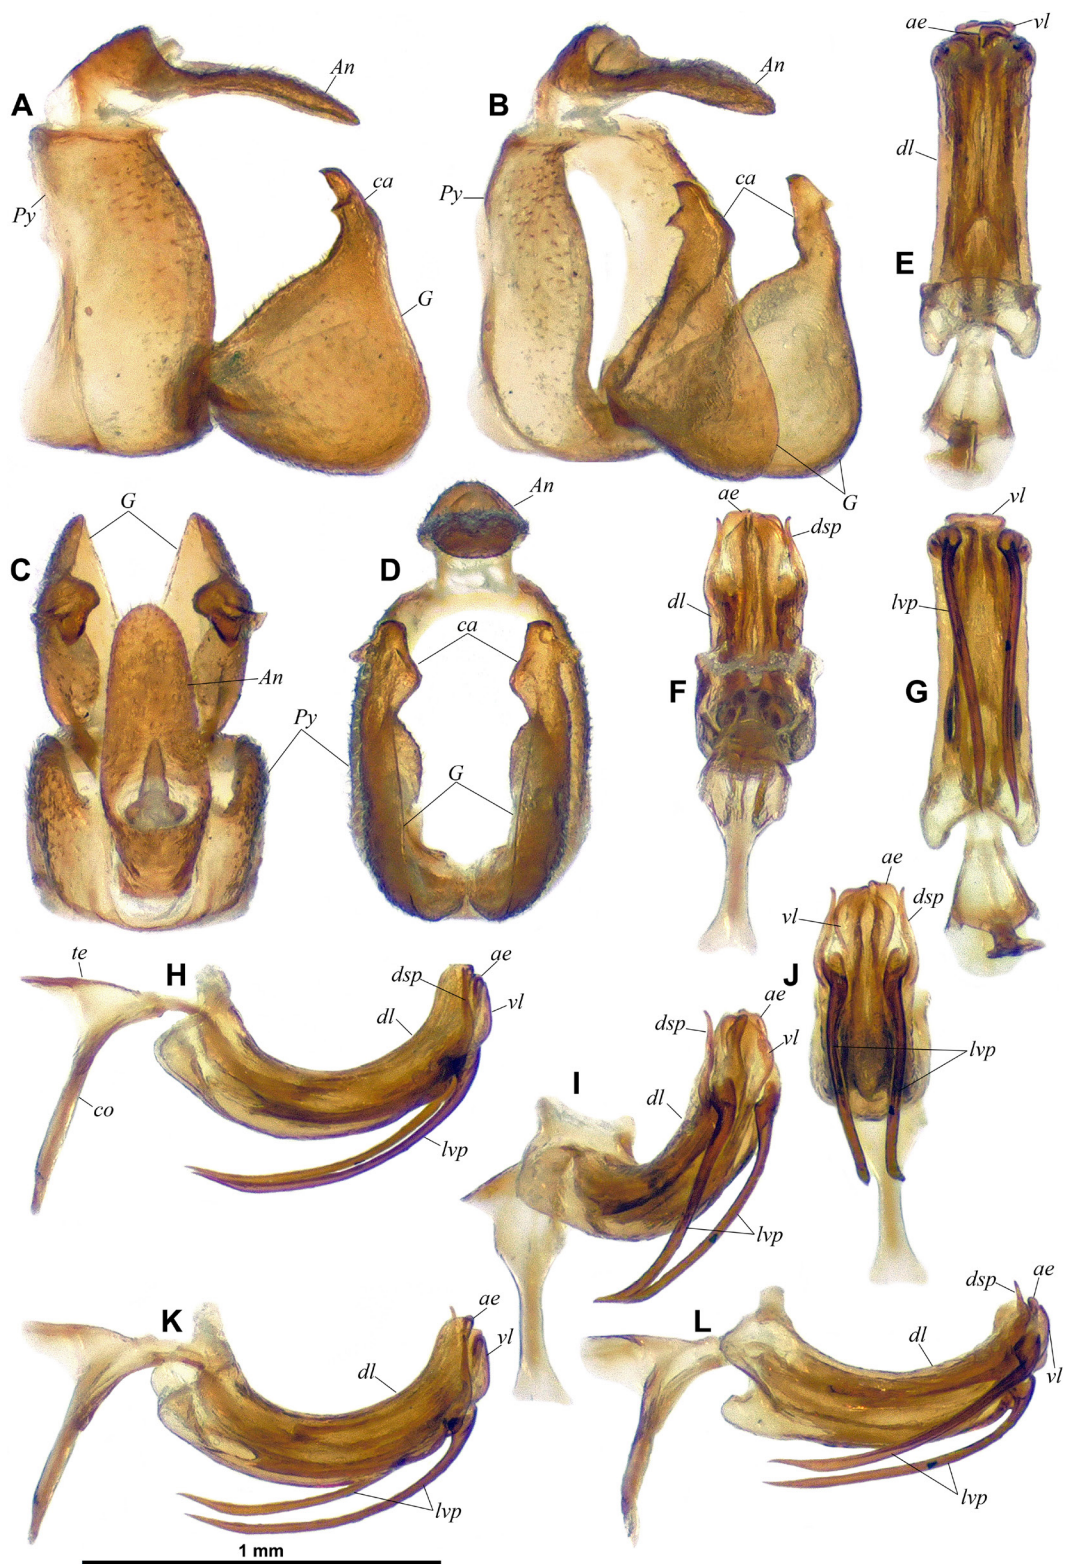 ae
vl
An
An
A
B
ca
ca
dl
Py
Py
E
G
G
ae
An
vl
G
dsp
C
D
dl
ca
lvp
F
G
An
Py
G
ae
dsp
vl
te
H
dsp
ae
J
vl
dl
ae
dsp
vl
lvp
I
dl
co
lvp
lvp
dsp
ae
K
ae
L
vl
dl
dl
vl
lvp
lvp
1 mm